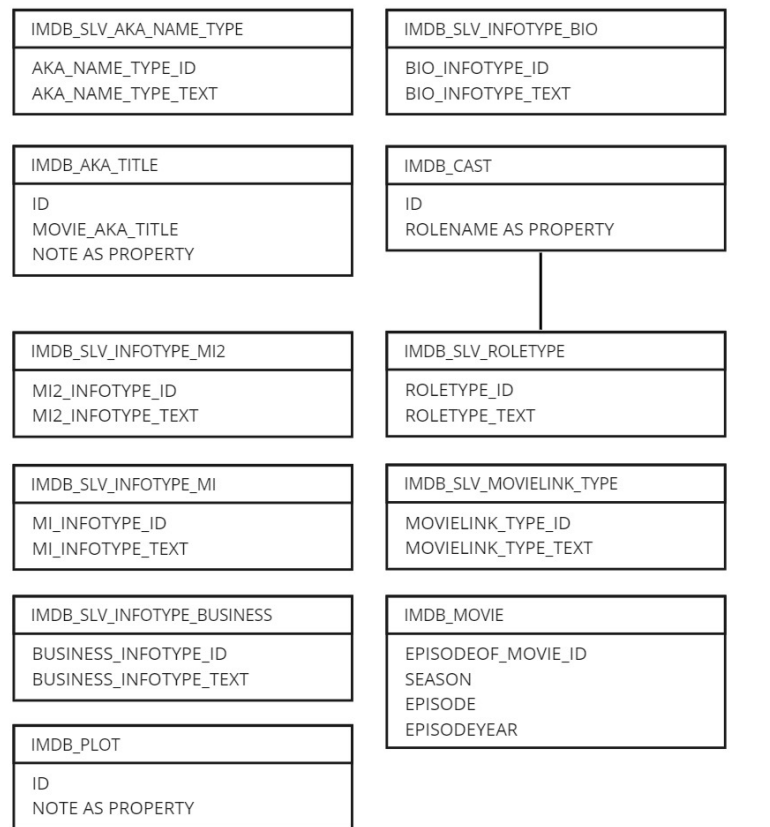 IMDB_SLV_AKA_NAME_TYPE
AKA_NAME_TYPE_ID
AKA_NAME_TYPE_TEXT
IMDB_SLV_INFOTYPE_BIO
BIO_INFOTYPE_ID
BIO_INFOTYPE_TEXT
IMDB_AKA_TITLE
ID
MOVIE_AKA_TITLE
NOTE AS PROPERTY
IMDB_CAST
ID
ROLENAME AS PROPERTY
IMDB_SLV_INFOTYPE_MI2
MI2_INFOTYPE_ID
MI2_INFOTYPE_TEXT
IMDB_SLV_ROLETYPE
ROLETYPE_ID
ROLETYPE_TEXT
IMDB_SLV_INFOTYPE_MI
MI_INFOTYPE_ID
MI_INFOTYPE_TEXT
IMDB_SLV_MOVIELINK_TYPE
MOVIELINK_TYPE_ID
MOVIELINK_TYPE_TEXT
IMDB_SLV_INFOTYPE_BUSINESS
BUSINESS_INFOTYPE_ID
BUSINESS_INFOTYPE_TEXT
IMDB_MOVIE
EPISODEOF_MOVIE_ID
SEASON
EPISODE
EPISODEYEAR
IMDB_PLOT
ID
NOTE AS PROPERTY